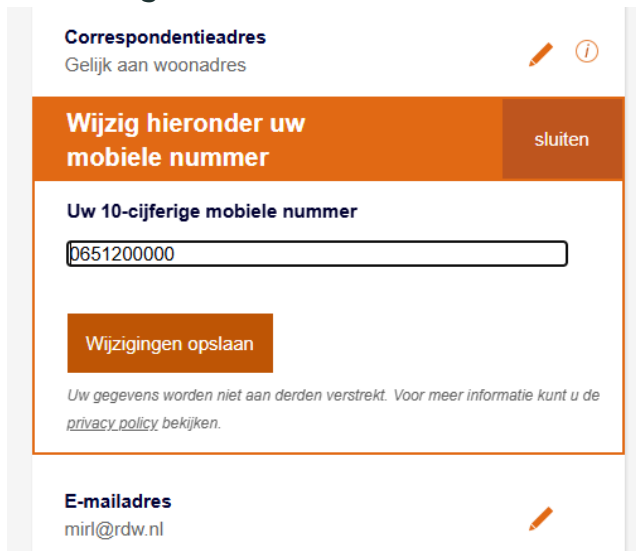 Correspondentieadres
Gelijk aan woonadres
Wijzig hieronder uw
mobiele nummer
sluiten
Uw 10-cijferige mobiele nummer
0651200000
Wijzigingen opslaan
Uw gegevens worden niet aan derden verstrekt. Voor meer informatie kunt u de
privacy policy bekijken.
E-mailadres
mirl@rdw.nl